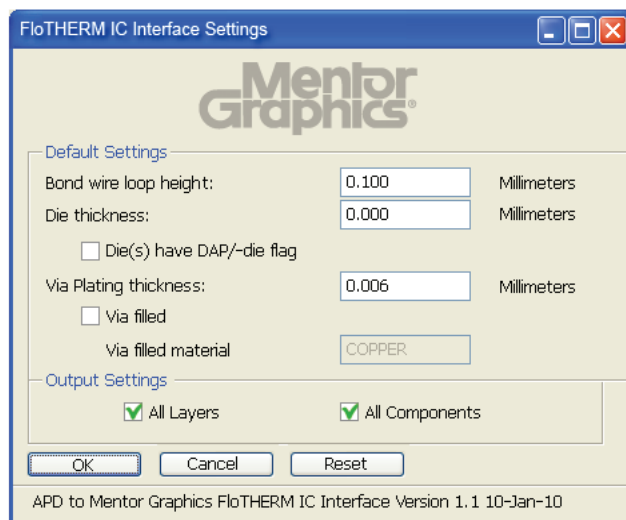 FloTHERM IC Interface Settings
Mentor
Graphics®
Default Settings
Bond wire loop height: 0.100 Millimeters
Die thickness: 0.000 Millimeters
Die(s) have DAP/-die flag
Via Plating thickness: 0.006 Millimeters
Via filled
Via filled material COPPER
Output Settings
All Layers All Components
OK Cancel Reset
APD to Mentor Graphics FloTHERM IC Interface Version 1.1 10-Jan-10